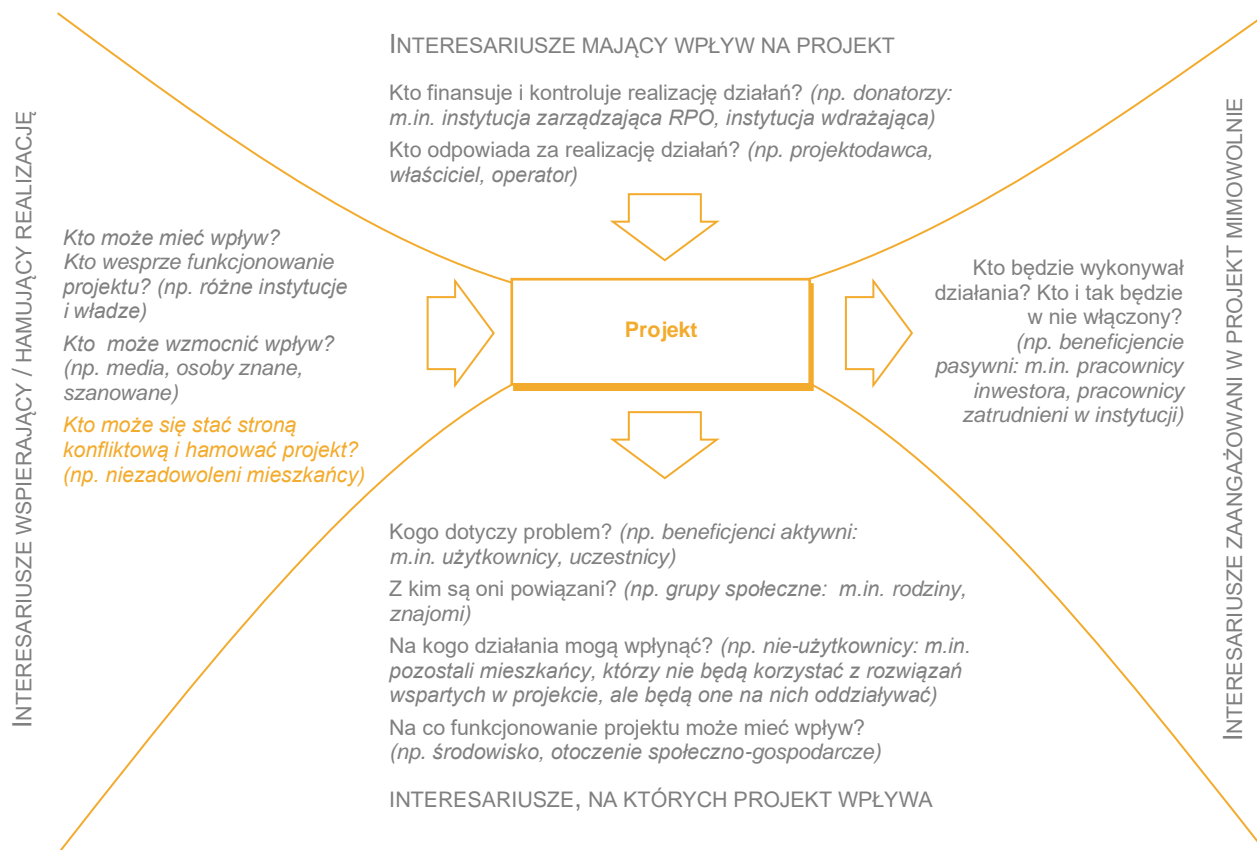 INTERESARIUSZE MAJĄCY WPŁYW NA PROJEKT
Kto finansuje i kontroluje realizację działań? (np. donatorzy:
m.in. instytucja zarządzająca RPO, instytucja wdrażająca)
Kto odpowiada za realizację działań? (np. projektodawca,
właściciel, operator)
INTERESARIUSZE WSPIERAJĄCY / HAMUJĄCY REALIZACJĘ
Kto może mieć wpływ?
Kto wesprze funkcjonowanie
projektu? (np. różne instytucje
i władze)
Kto  może wzmocnić wpływ?
(np. media, osoby znane,
szanowane)
Kto może się stać stroną
konfliktową i hamować projekt?
(np. niezadowoleni mieszkańcy)
Projekt
Kto będzie wykonywał
działania? Kto i tak będzie
w nie włączony?
(np. beneficjencie
pasywni: m.in. pracownicy
inwestora, pracownicy
zatrudnieni w instytucji)
INTERESARIUSZE ZAANGAŻOWANI W PROJEKT MIMOWOLNIE
Kogo dotyczy problem? (np. beneficjenci aktywni:
m.in. użytkownicy, uczestnicy)
Z kim są oni powiązani? (np. grupy społeczne:  m.in. rodziny,
znajomi)
Na kogo działania mogą wpłynąć? (np. nie-użytkownicy: m.in.
pozostali mieszkańcy, którzy nie będą korzystać z rozwiązań
wspartych w projekcie, ale będą one na nich oddziaływać)
Na co funkcjonowanie projektu może mieć wpływ?
(np. środowisko, otoczenie społeczno-gospodarcze)
INTERESARIUSZE, NA KTÓRYCH PROJEKT WPŁYWA